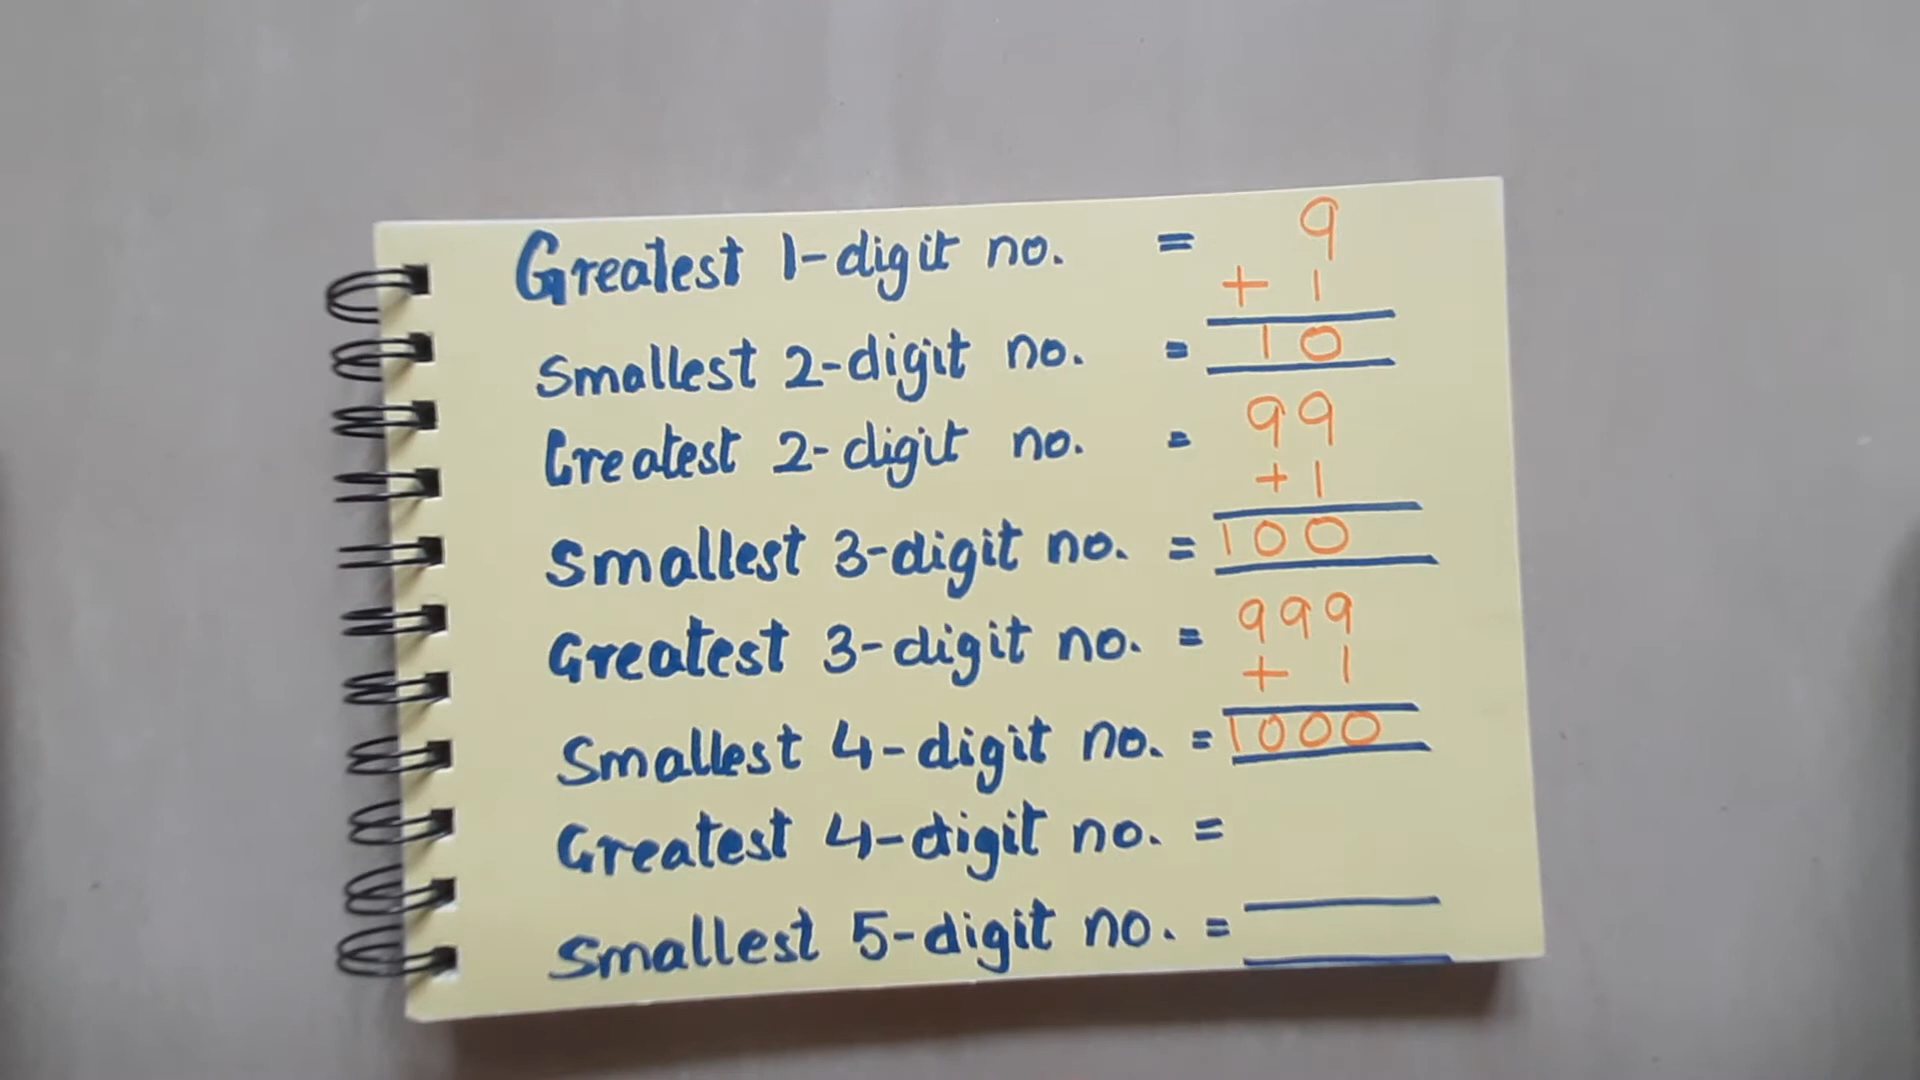 Greatest 1-digit no. = 9
+ 1
Smallest 2-digit no. = 10
Greatest 2-digit no. = 99
+1
Smallest 3-digit no. = 100
Greatest 3-digit no. = 999
+ 1
Smallest 4-digit no. = 1000
Greatest 4-digit no. =
Smallest 5-digit no. =